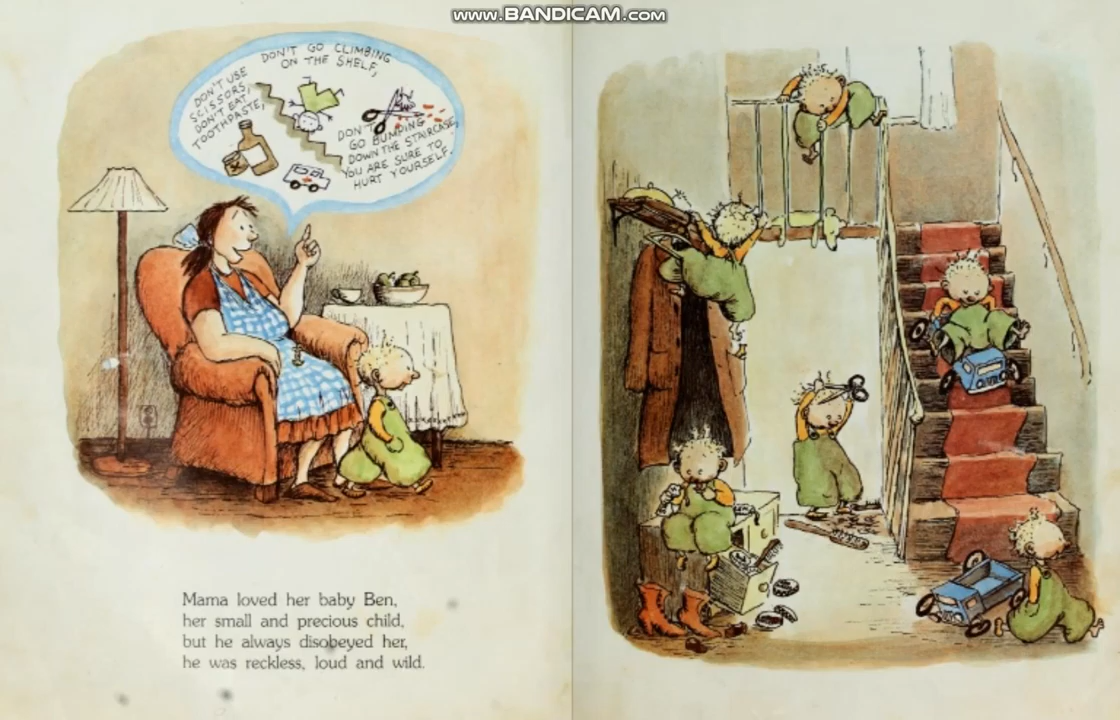 www.BANDICAM.com
DON'T USE
SCISSORS,
DON'T EAT
TOOTHPASTE,
DON'T GO CLIMBING
ON THE SHELF,
DON'T
GO BUMPING
DOWN THE STAIRCASE,
YOU ARE SURE TO
HURT YOURSELF.
Mama loved her baby Ben,
her small and precious child,
but he always disobeyed her,
he was reckless, loud and wild.